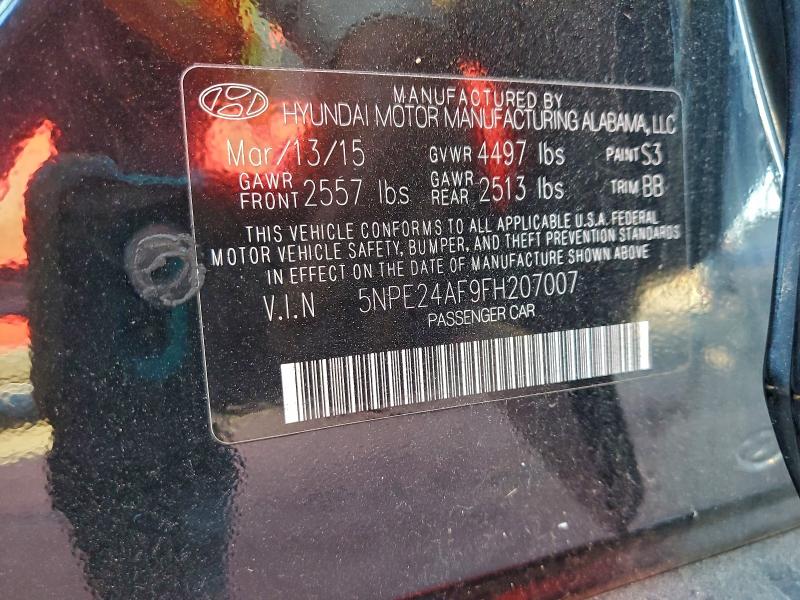 MANUFACTURED BY
HYUNDAI MOTOR MANUFACTURING ALABAMA, LLC
Mar/13/15 GVWR 4497 lbs PAINT S3
GAWR FRONT 2557 lbs GAWR REAR 2513 lbs TRIM BB
THIS VEHICLE CONFORMS TO ALL APPLICABLE U.S.A. FEDERAL
MOTOR VEHICLE SAFETY, BUMPER, AND THEFT PREVENTION STANDARDS
IN EFFECT ON THE DATE OF MANUFACTURE SHOWN ABOVE
V.I.N 5NPE24AF9FH207007
PASSENGER CAR